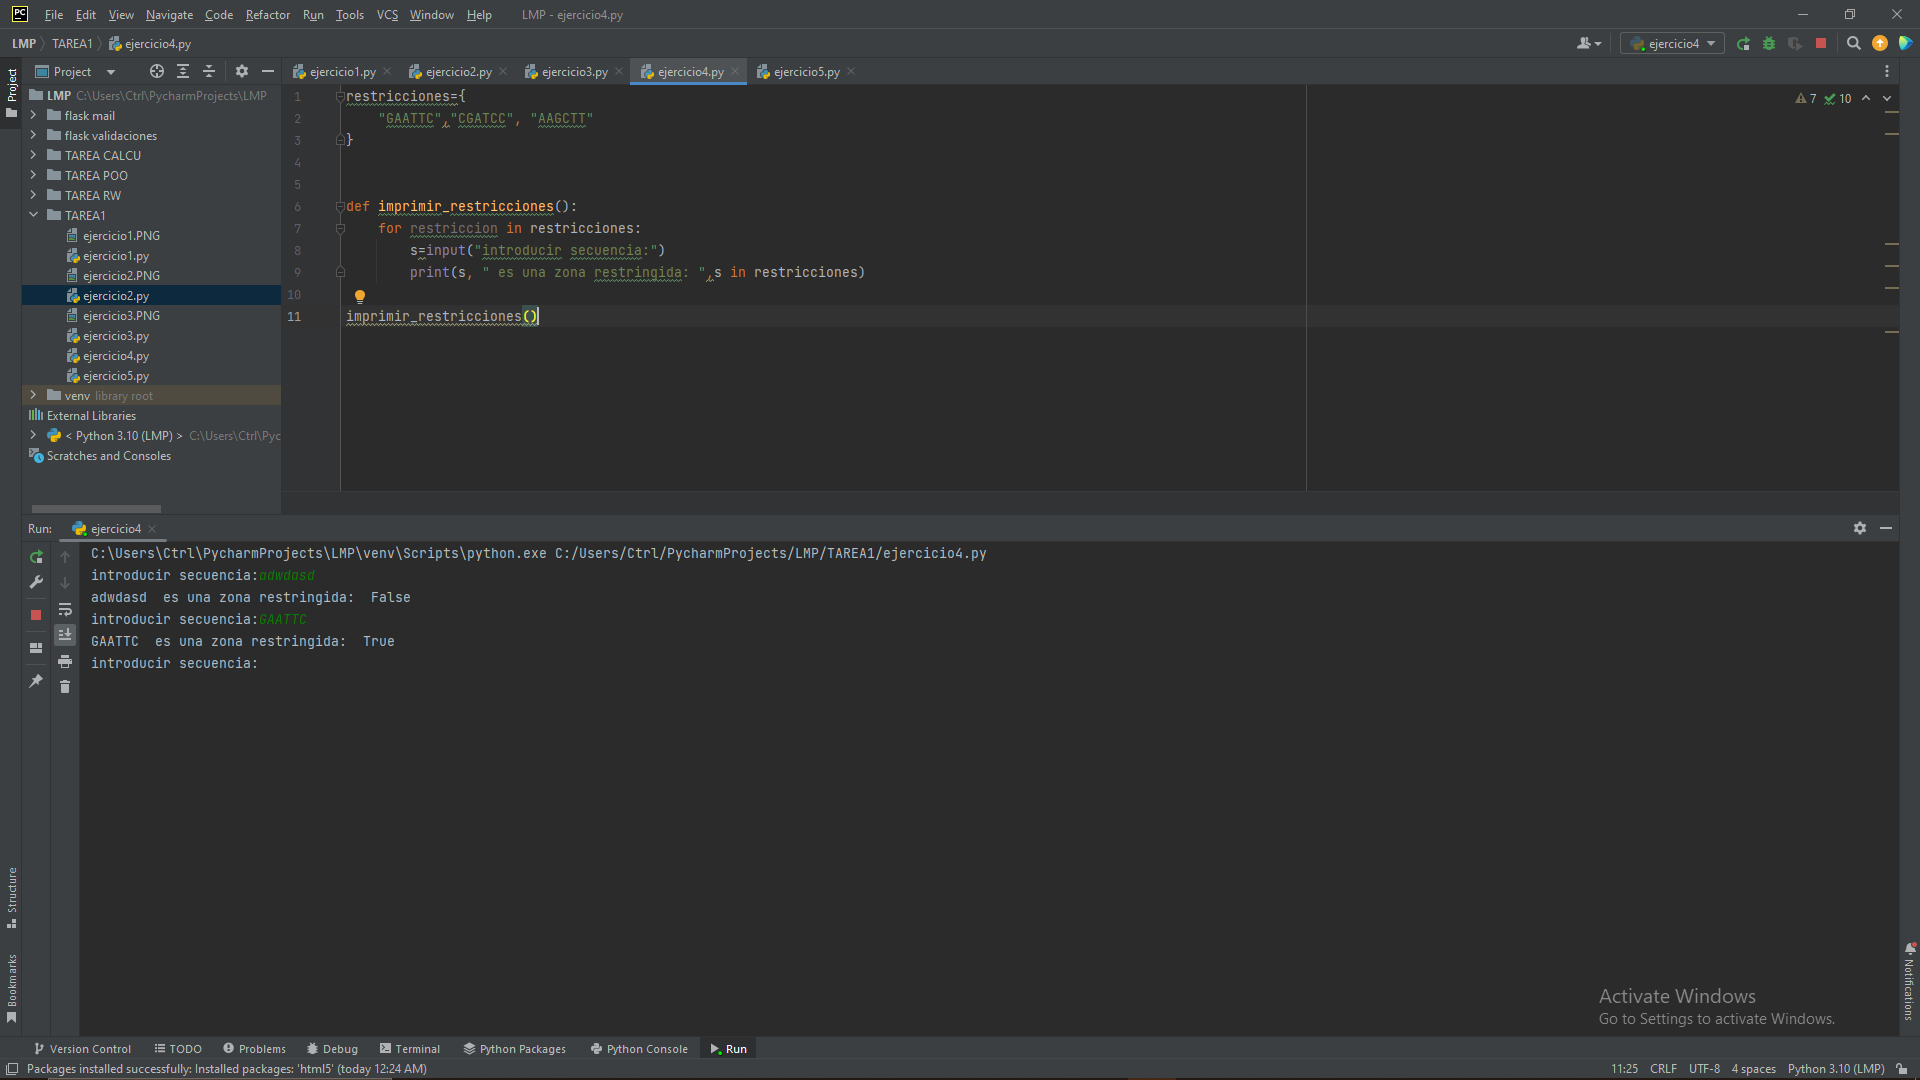 PC File Edit View Navigate Code Refactor Run Tools VCS Window Help LMP - ejercicio4.py
LMP TAREA1 ejercicio4.py ejercicio4
Project ejercicio1.py ejercicio2.py ejercicio3.py ejercicio4.py ejercicio5.py
Project
LMP C:\Users\Ctrl\PycharmProjects\LMP
flask mail
flask validaciones
TAREA CALCU
TAREA POO
TAREA RW
TAREA1
ejercicio1.PNG
ejercicio1.py
ejercicio2.PNG
ejercicio2.py
ejercicio3.PNG
ejercicio3.py
ejercicio4.py
ejercicio5.py
venv library root
External Libraries
< Python 3.10 (LMP) > C:\Users\Ctrl\Pyc
Scratches and Consoles
7 10
1 restricciones={
2 "GAATTC","CGATCC", "AAGCTT"
3 }
4
5
6 def imprimir_restricciones():
7 for restriccion in restricciones:
8 s=input("introducir secuencia:")
9 print(s, " es una zona restringida: ",s in restricciones)
10
11 imprimir_restricciones()
Run: ejercicio4
C:\Users\Ctrl\PycharmProjects\LMP\venv\Scripts\python.exe C:/Users/Ctrl/PycharmProjects/LMP/TAREA1/ejercicio4.py
introducir secuencia:adwdasd
adwdasd  es una zona restringida:  False
introducir secuencia:GAATTC
GAATTC  es una zona restringida:  True
introducir secuencia:
Structure
Bookmarks
Notifications
Activate Windows
Go to Settings to activate Windows.
Version Control TODO Problems Debug Terminal Python Packages Python Console Run
Packages installed successfully: Installed packages: 'html5' (today 12:24 AM) 11:25 CRLF UTF-8 4 spaces Python 3.10 (LMP)